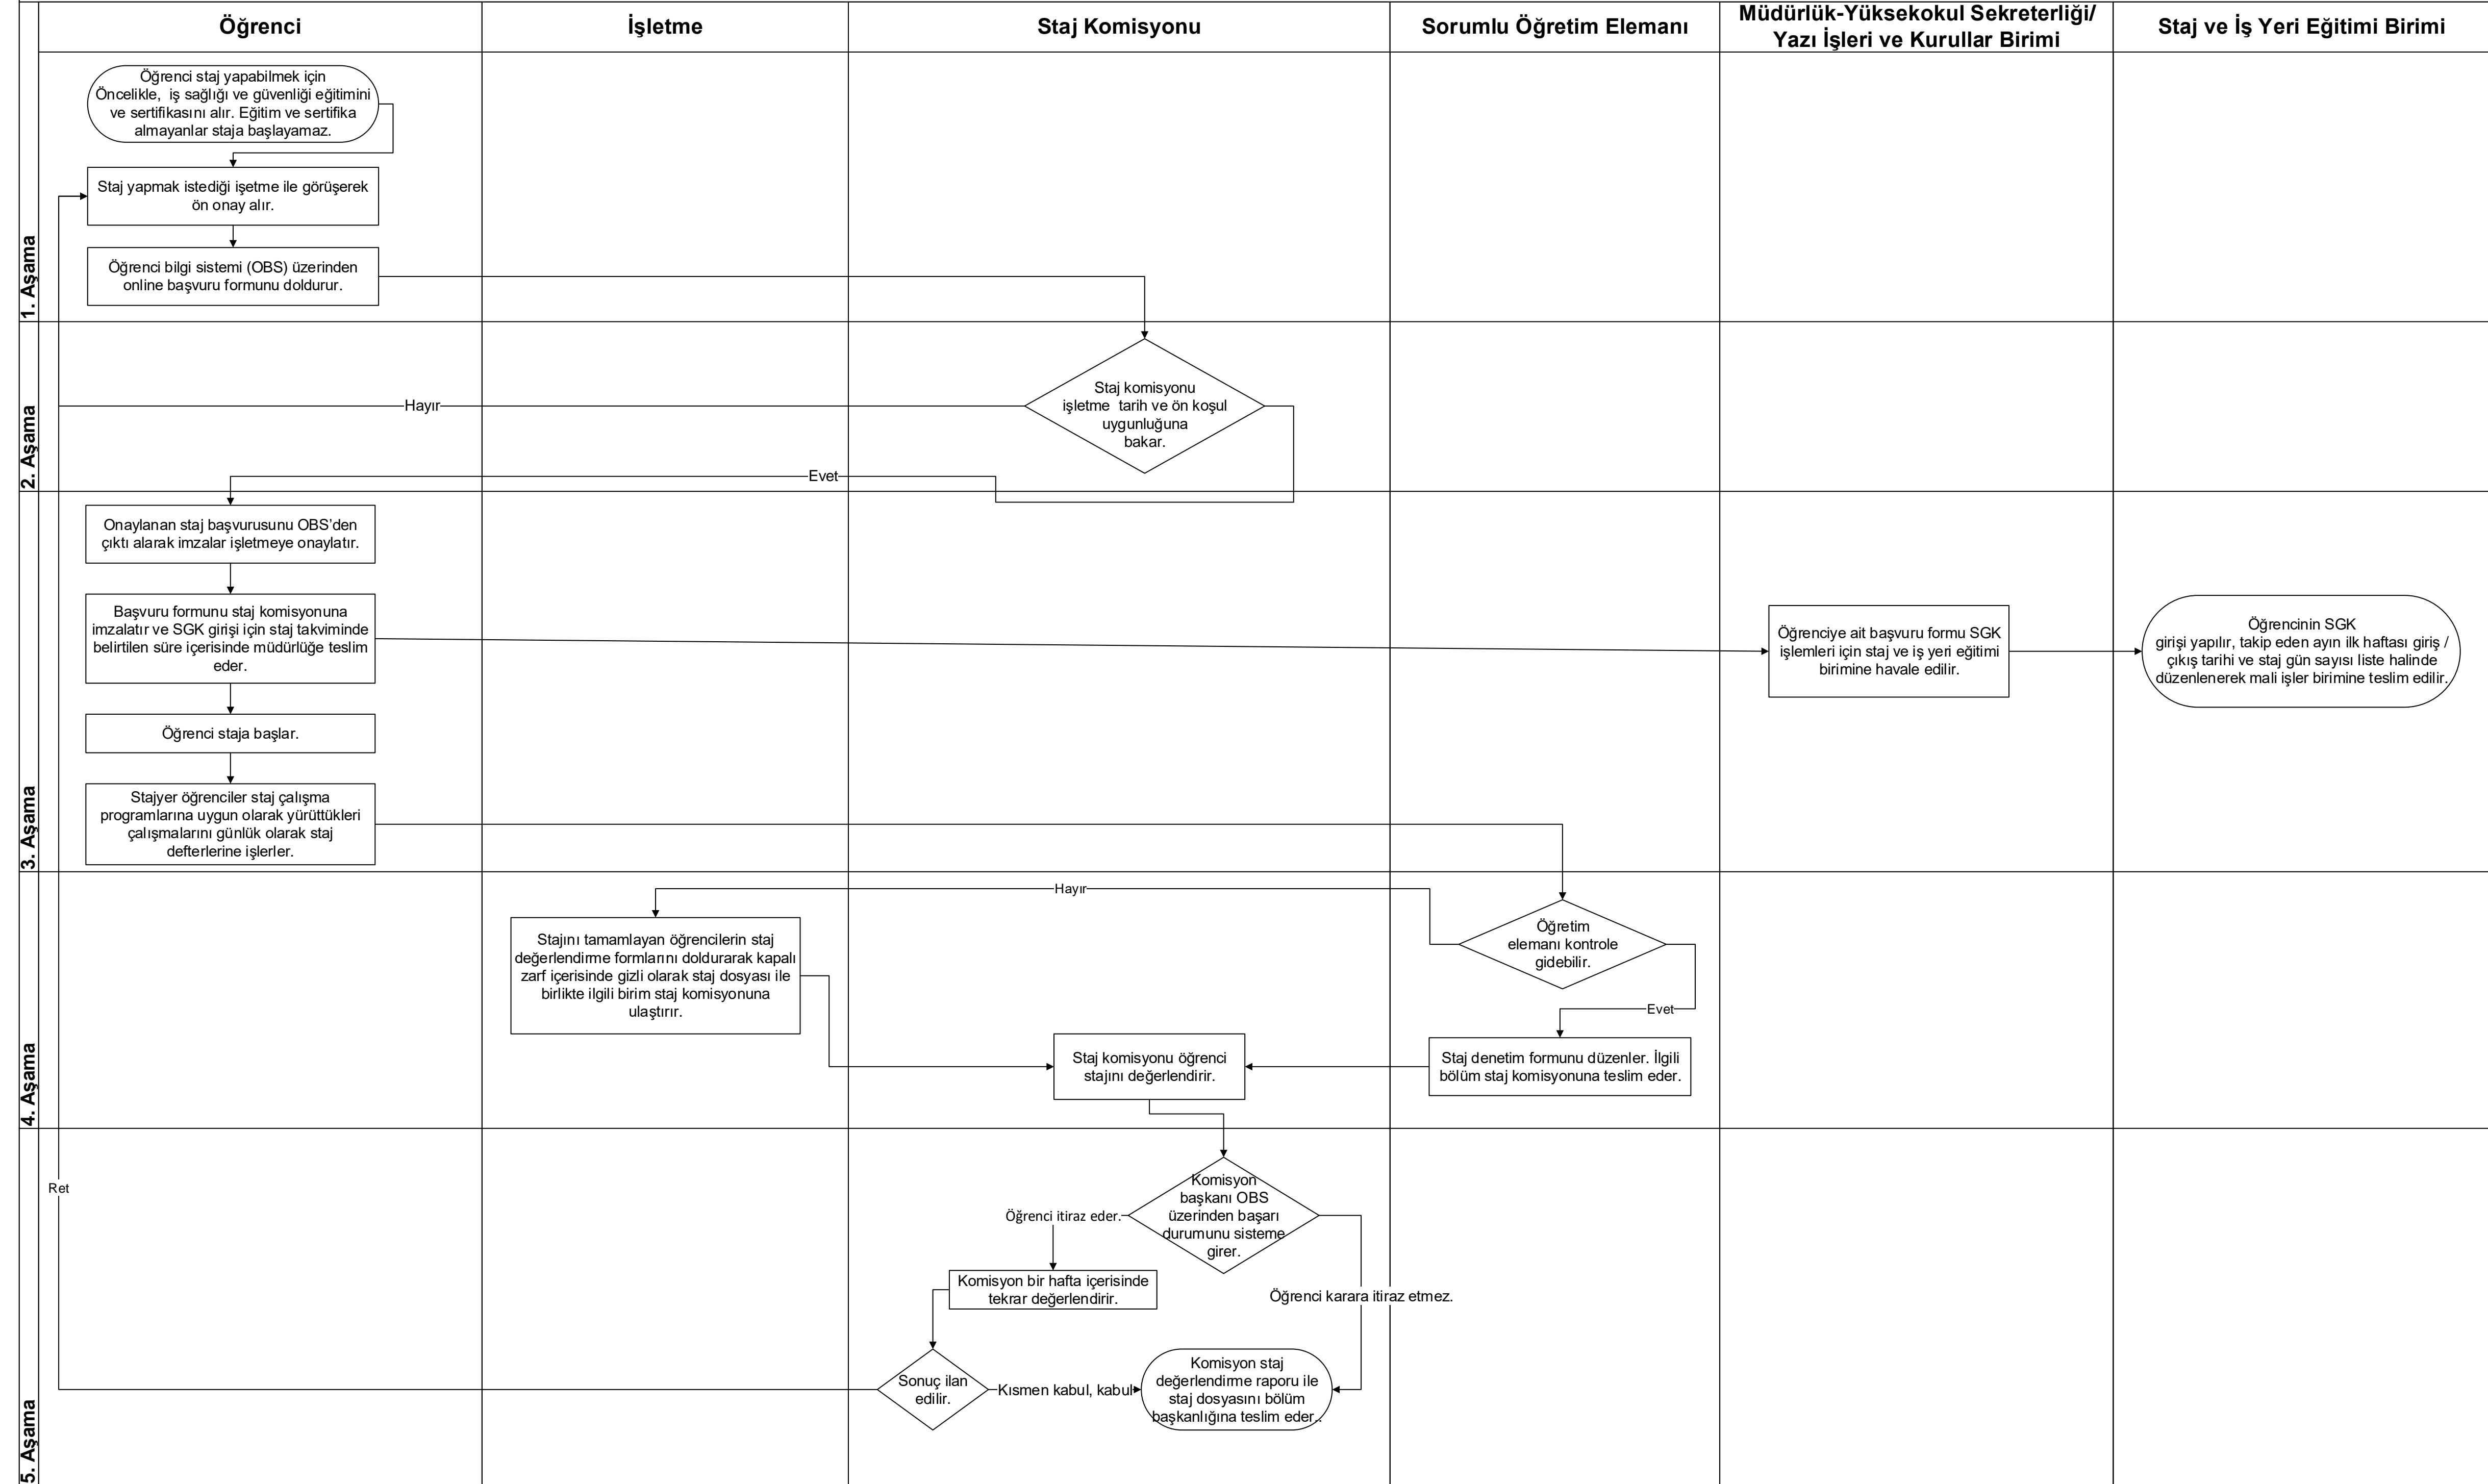 Öğrenci
İşletme
Staj Komisyonu
Sorumlu Öğretim Elemanı
Müdürlük-Yüksekokul Sekreterliği/
Yazı İşleri ve Kurullar Birimi
Staj ve İş Yeri Eğitimi Birimi
1. Aşama
Öğrenci staj yapabilmek için
Öncelikle,  iş sağlığı ve güvenliği eğitimini
ve sertifikasını alır. Eğitim ve sertifika
almayanlar staja başlayamaz.
Staj yapmak istediği işetme ile görüşerek
ön onay alır.
Öğrenci bilgi sistemi (OBS) üzerinden
online başvuru formunu doldurur.
2. Aşama
Staj komisyonu
işletme  tarih ve ön koşul
uygunluğuna
bakar.
Hayır
Evet
3. Aşama
Onaylanan staj başvurusunu OBS’den
çıktı alarak imzalar işletmeye onaylatır.
Başvuru formunu staj komisyonuna
imzalatır ve SGK girişi için staj takviminde
belirtilen süre içerisinde müdürlüğe teslim
eder.
Öğrenciye ait başvuru formu SGK
işlemleri için staj ve iş yeri eğitimi
birimine havale edilir.
Öğrencinin SGK
girişi yapılır, takip eden ayın ilk haftası giriş /
çıkış tarihi ve staj gün sayısı liste halinde
düzenlenerek mali işler birimine teslim edilir.
Öğrenci staja başlar.
Stajyer öğrenciler staj çalışma
programlarına uygun olarak yürüttükleri
çalışmalarını günlük olarak staj
defterlerine işlerler.
4. Aşama
Hayır
Öğretim
elemanı kontrole
gidebilir.
Evet
Stajını tamamlayan öğrencilerin staj
değerlendirme formlarını doldurarak kapalı
zarf içerisinde gizli olarak staj dosyası ile
birlikte ilgili birim staj komisyonuna
ulaştırır.
Staj komisyonu öğrenci
stajını değerlendirir.
Staj denetim formunu düzenler. İlgili
bölüm staj komisyonuna teslim eder.
5. Aşama
Ret
Komisyon
başkanı OBS
üzerinden başarı
durumunu sisteme
girer.
Öğrenci itiraz eder.
Komisyon bir hafta içerisinde
tekrar değerlendirir.
Öğrenci karara itiraz etmez.
Sonuç ilan
edilir.
Kısmen kabul, kabul
Komisyon staj
değerlendirme raporu ile
staj dosyasını bölüm
başkanlığına teslim eder..